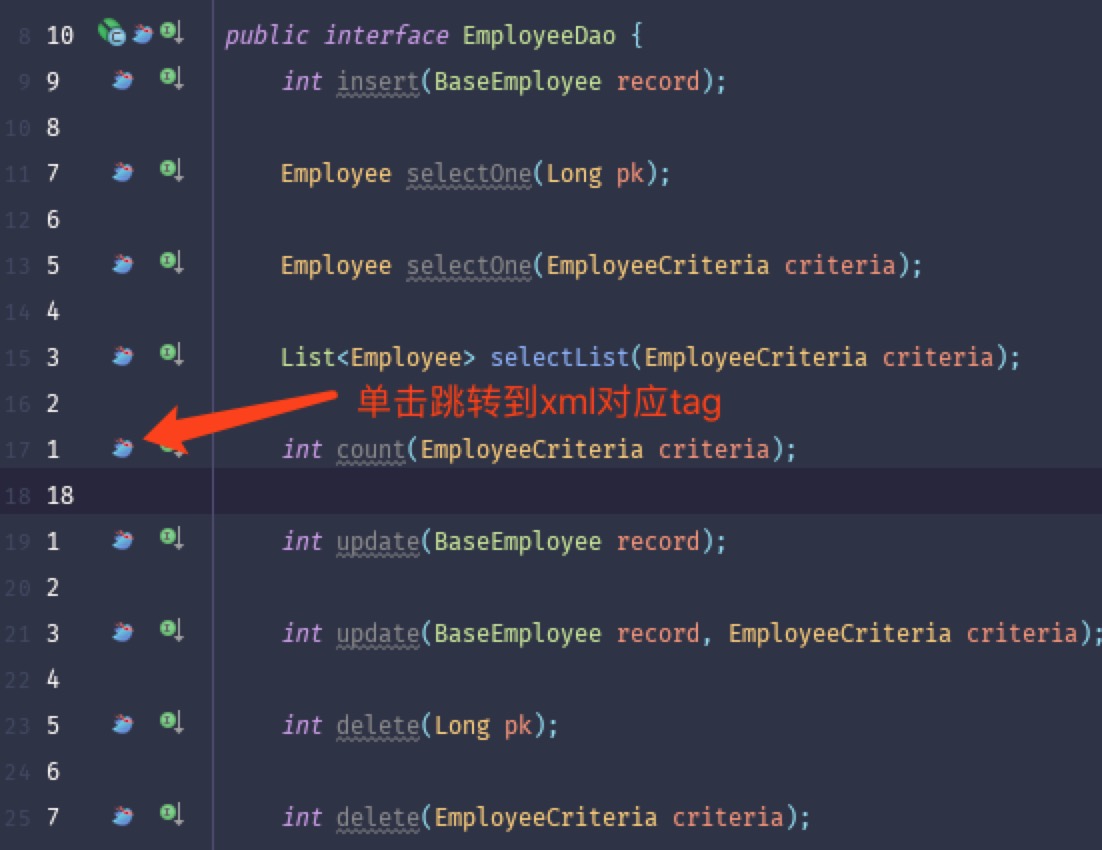 8 10 public interface EmployeeDao {
9 9 int insert(BaseEmployee record);
10 8
11 7 Employee selectOne(Long pk);
12 6
13 5 Employee selectOne(EmployeeCriteria criteria);
14 4
15 3 List<Employee> selectList(EmployeeCriteria criteria);
16 2 单击跳转到xml对应tag
17 1 int count(EmployeeCriteria criteria);
18 18
19 1 int update(BaseEmployee record);
20 2
21 3 int update(BaseEmployee record, EmployeeCriteria criteria);
22 4
23 5 int delete(Long pk);
24 6
25 7 int delete(EmployeeCriteria criteria);